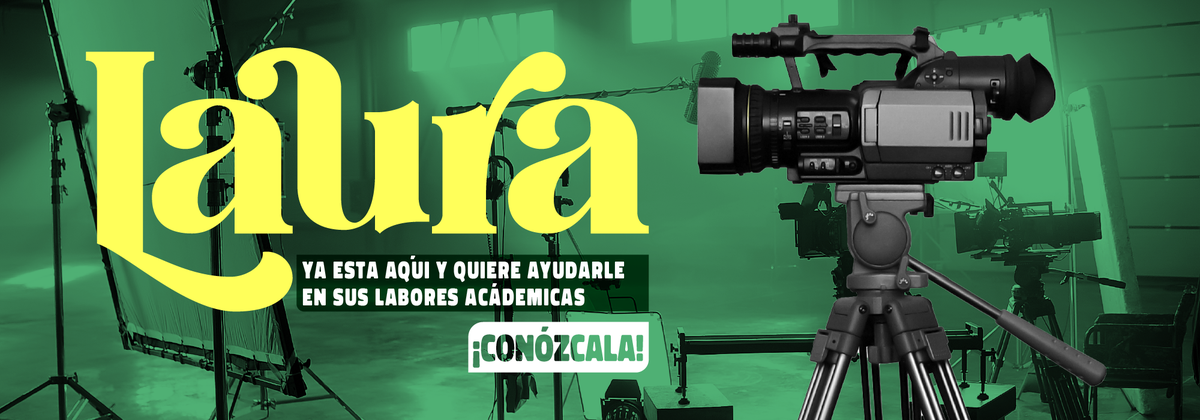 Laura
YA ESTA AQÚI Y QUIERE AYUDARLE
EN SUS LABORES ACÁDEMICAS
¡CONÓZCALA!